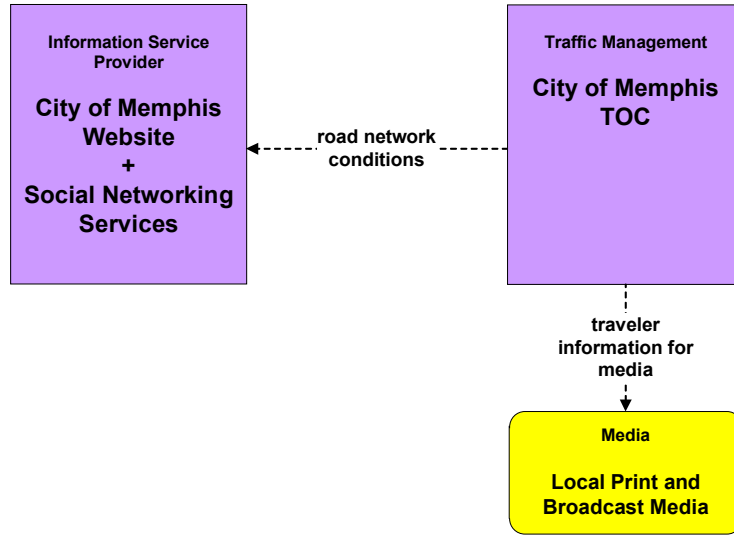 Information Service
Provider
City of Memphis
Website
+
Social Networking
Services
road network
conditions
Traffic Management
City of Memphis
TOC
traveler
information for
media
Media
Local Print and
Broadcast Media